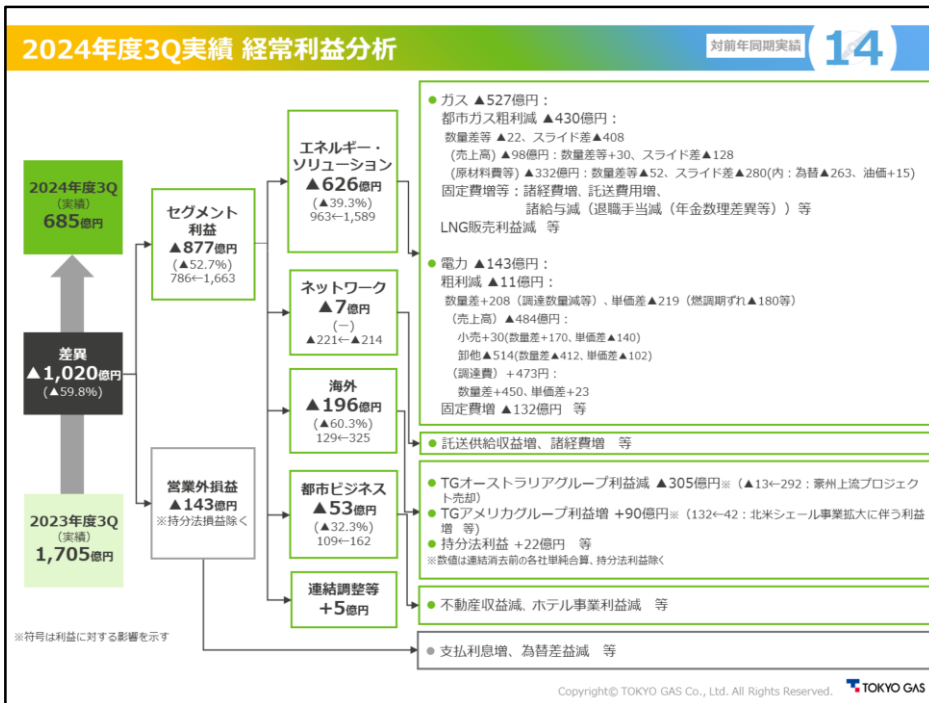 2024年度3Q実績 経常利益分析
対前年同期実績
14
2024年度3Q
(実績)
685億円
差異
▲1,020億円
(▲59.8%)
2023年度3Q
(実績)
1,705億円
※符号は利益に対する影響を示す
セグメント
利益
▲877億円
(▲52.7%)
786←1,663
営業外損益
▲143億円
※持分法損益除く
エネルギー・
ソリューション
▲626億円
(▲39.3%)
963←1,589
ネットワーク
▲7億円
(－)
▲221←▲214
海外
▲196億円
(▲60.3%)
129←325
都市ビジネス
▲53億円
(▲32.3%)
109←162
連結調整等
+5億円
● ガス ▲527億円：
都市ガス粗利減 ▲430億円：
数量差等 ▲22、スライド差▲408
(売上高) ▲98億円：数量差等+30、スライド差▲128
(原材料費等) ▲332億円：数量差等▲52、スライド差▲280(内：為替▲263、油価+15)
固定費増等：諸経費増、託送費用増、
諸給与減（退職手当減（年金数理差異等））等
LNG販売利益減 等
● 電力 ▲143億円：
粗利減 ▲11億円：
数量差+208（調達数量減等）、単価差▲219（燃調期ずれ▲180等）
（売上高）▲484億円：
小売+30(数量差+170、単価差▲140)
卸他▲514(数量差▲412、単価差▲102)
（調達費）+473円：
数量差+450、単価差+23
固定費増 ▲132億円 等
● 託送供給収益増、諸経費増 等
● TGオーストラリアグループ利益減 ▲305億円※（▲13←292：豪州上流プロジェク
ト売却）
● TGアメリカグループ利益増 +90億円※（132←42：北米シェール事業拡大に伴う利益
増 等）
● 持分法利益 +22億円 等
※数値は連結消去前の各社単純合算、持分法利益除く
● 不動産収益減、ホテル事業利益減 等
● 支払利息増、為替差益減 等
Copyright© TOKYO GAS Co., Ltd. All Rights Reserved.
TOKYO GAS